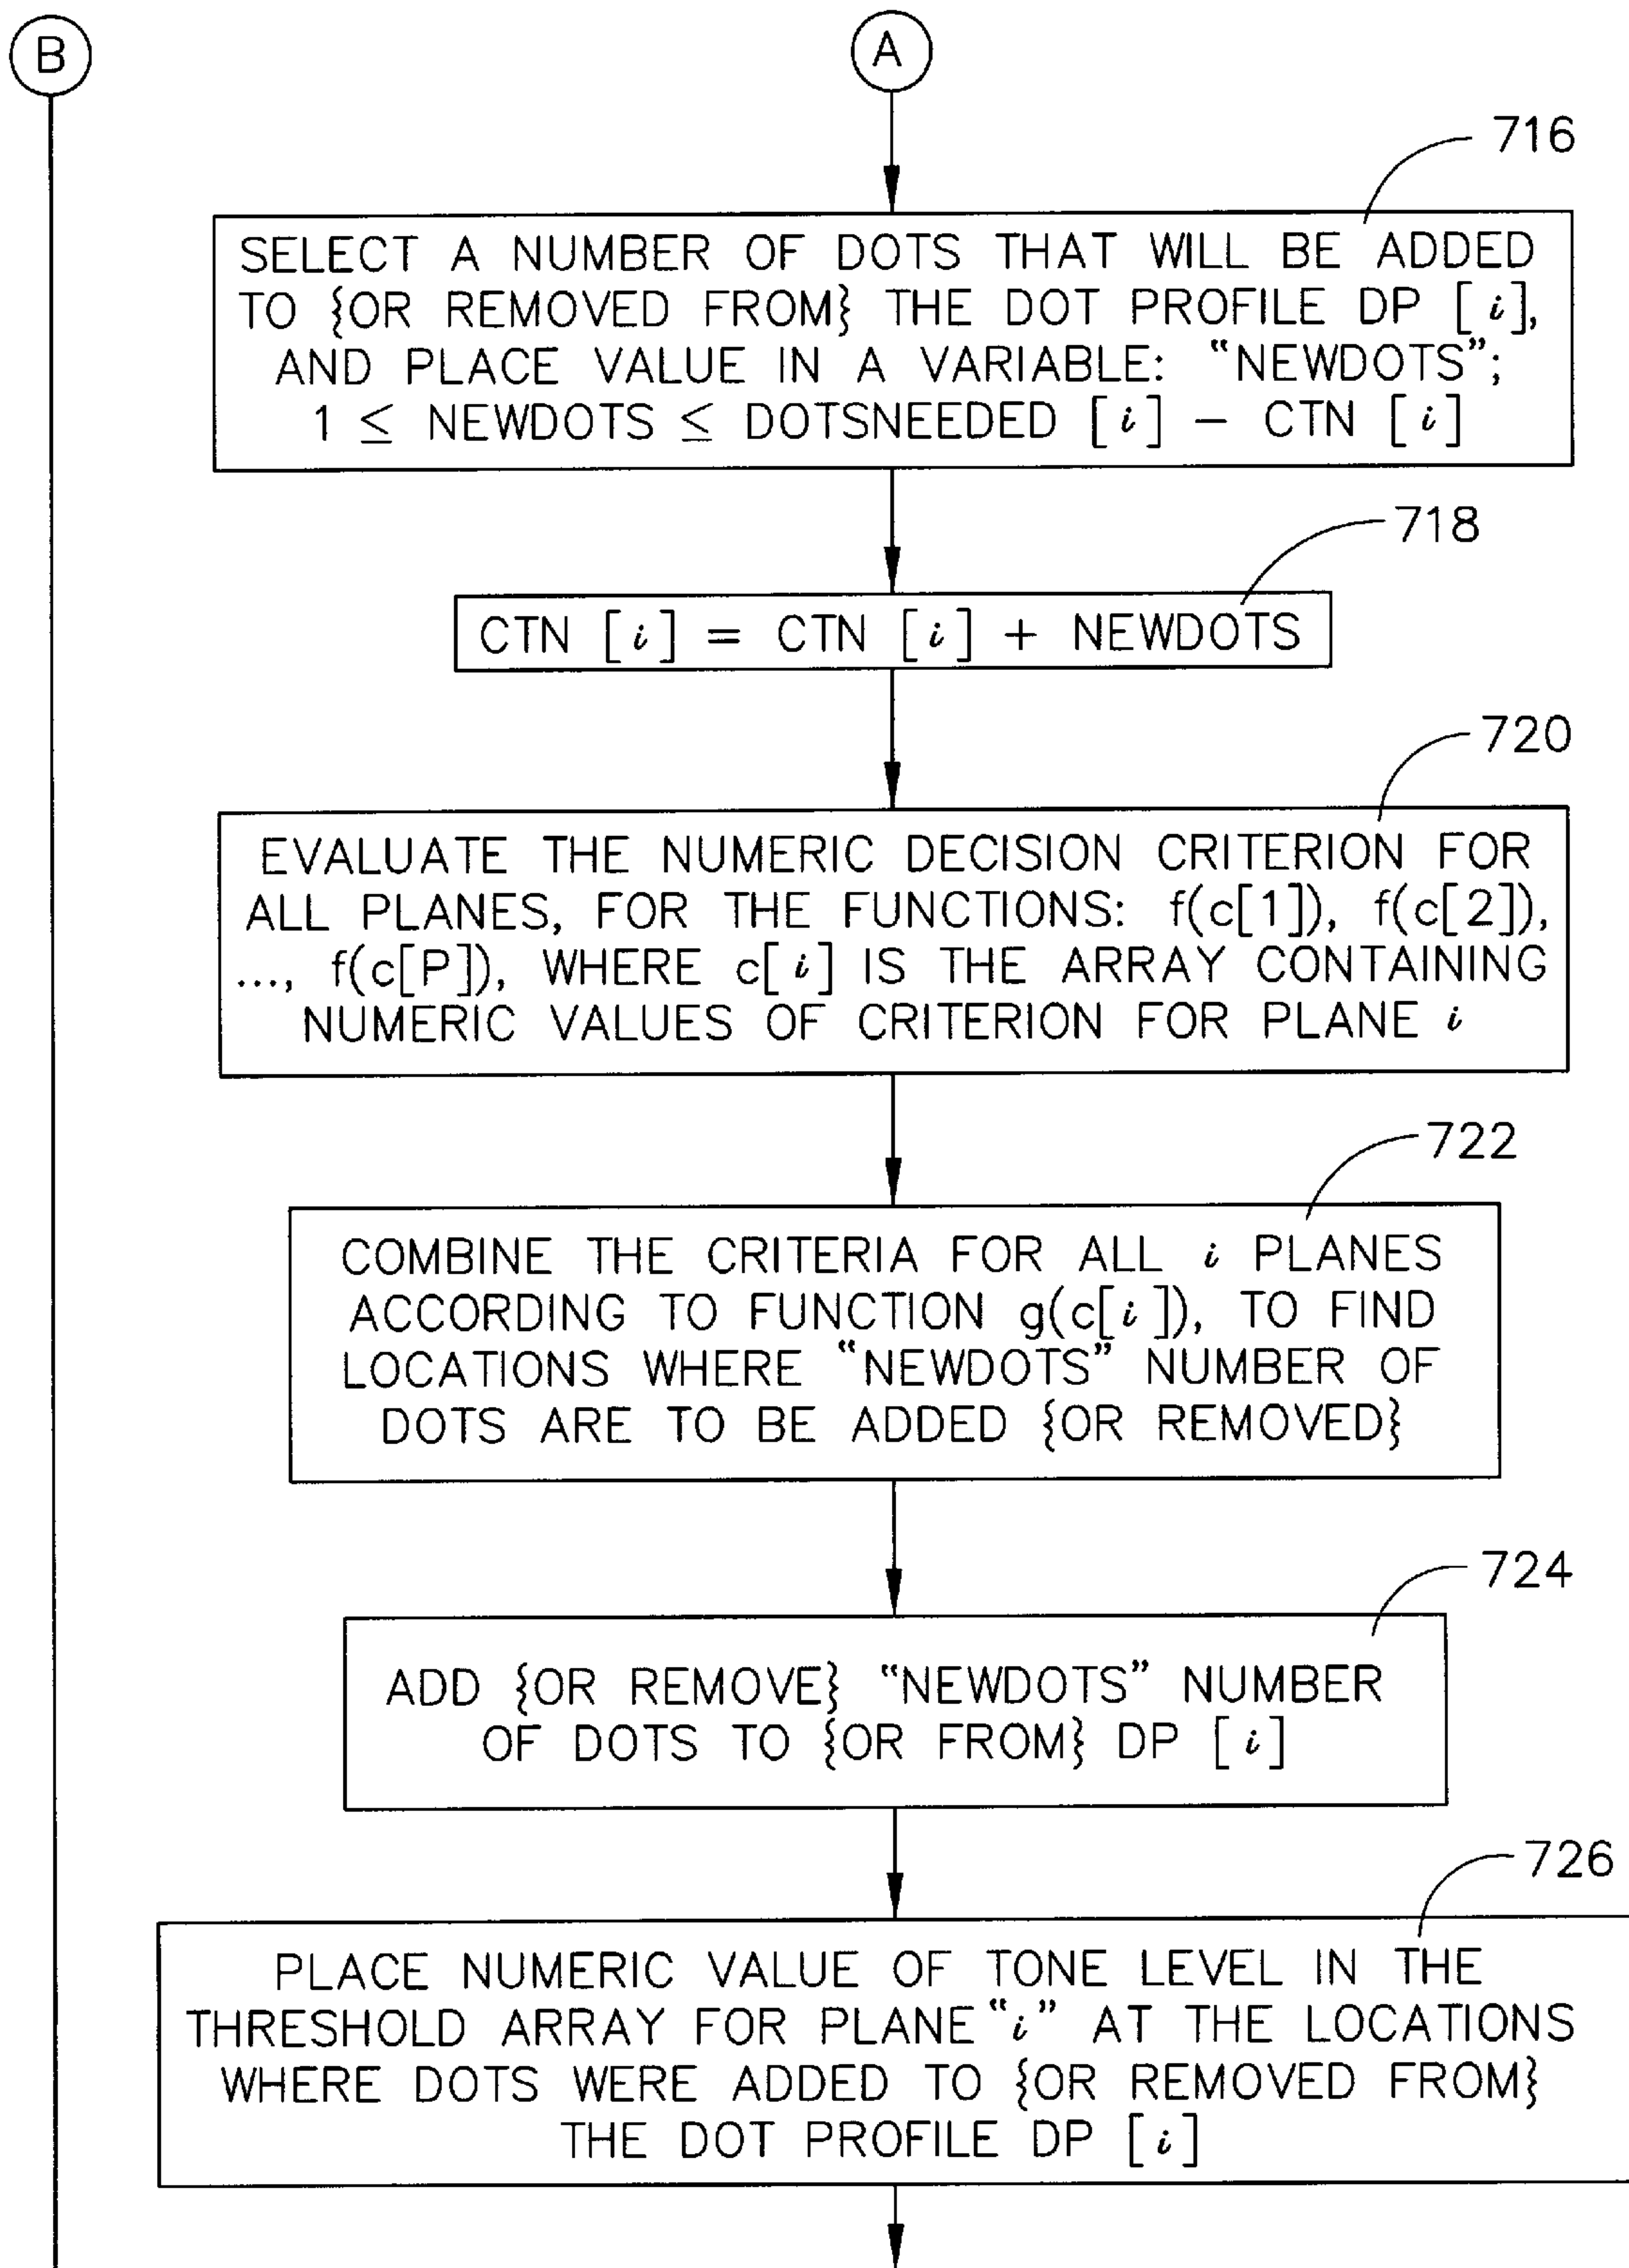 B
A
716
SELECT A NUMBER OF DOTS THAT WILL BE ADDED
TO {OR REMOVED FROM} THE DOT PROFILE DP [i],
AND PLACE VALUE IN A VARIABLE: “NEWDOTS”;
1 ≤ NEWDOTS ≤ DOTSNEEDED [i] − CTN [i]
718
CTN [i] = CTN [i] + NEWDOTS
720
EVALUATE THE NUMERIC DECISION CRITERION FOR
ALL PLANES, FOR THE FUNCTIONS: f(c[1]), f(c[2]),
..., f(c[P]), WHERE c[i] IS THE ARRAY CONTAINING
NUMERIC VALUES OF CRITERION FOR PLANE i
722
COMBINE THE CRITERIA FOR ALL i PLANES
ACCORDING TO FUNCTION g(c[i]), TO FIND
LOCATIONS WHERE “NEWDOTS” NUMBER OF
DOTS ARE TO BE ADDED {OR REMOVED}
724
ADD {OR REMOVE} “NEWDOTS” NUMBER
OF DOTS TO {OR FROM} DP [i]
726
PLACE NUMERIC VALUE OF TONE LEVEL IN THE
THRESHOLD ARRAY FOR PLANE “i” AT THE LOCATIONS
WHERE DOTS WERE ADDED TO {OR REMOVED FROM}
THE DOT PROFILE DP [i]